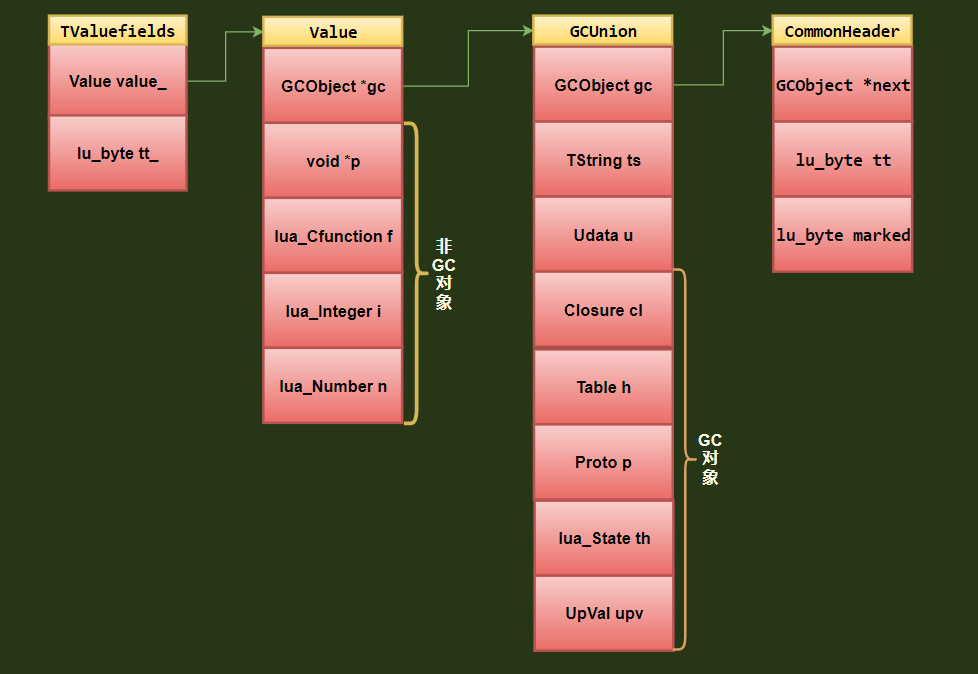 TValuefields
Value value_
lu_byte tt_
Value
GCObject *gc
void *p
lua_Cfunction f
lua_Integer i
lua_Number n
非
GC
对
象
GCUnion
GCObject gc
TString ts
Udata u
Closure cl
Table h
Proto p
lua_State th
UpVal upv
GC
对
象
CommonHeader
GCObject *next
lu_byte tt
lu_byte marked